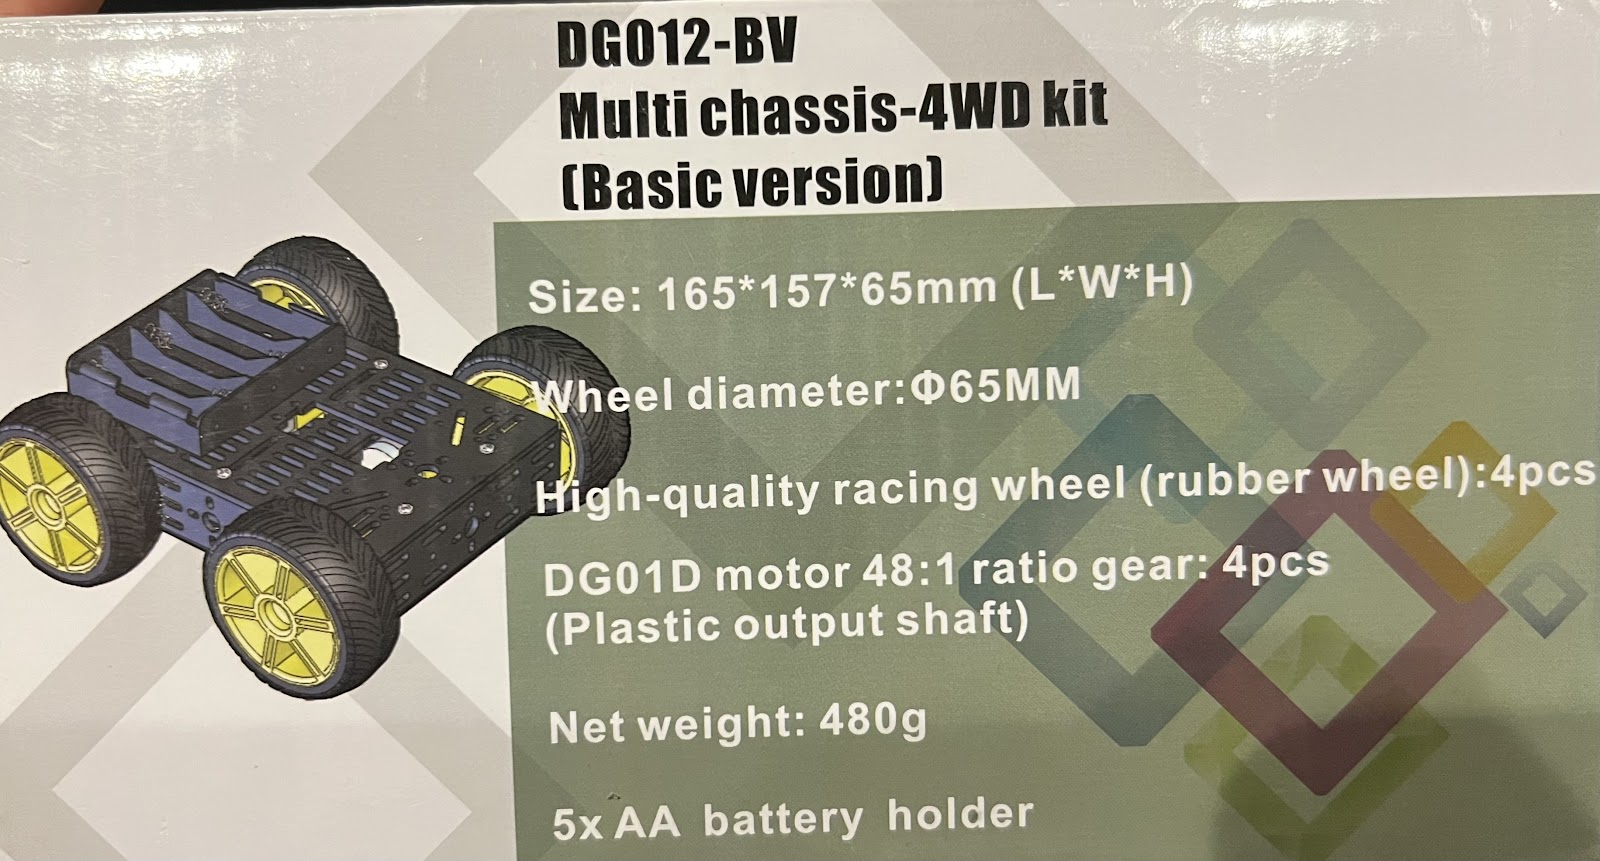 DG012-BV
Multi chassis-4WD kit
(Basic version)
Size: 165*157*65mm (L*W*H)
Wheel diameter:Φ65MM
High-quality racing wheel (rubber wheel):4pcs
DG01D motor 48:1 ratio gear: 4pcs
(Plastic output shaft)
Net weight: 480g
5x AA battery holder